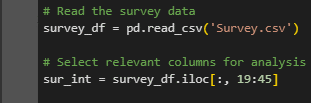 # Read the survey data
survey_df = pd.read_csv('Survey.csv')
# Select relevant columns for analysis
sur_int = survey_df.iloc[:, 19:45]